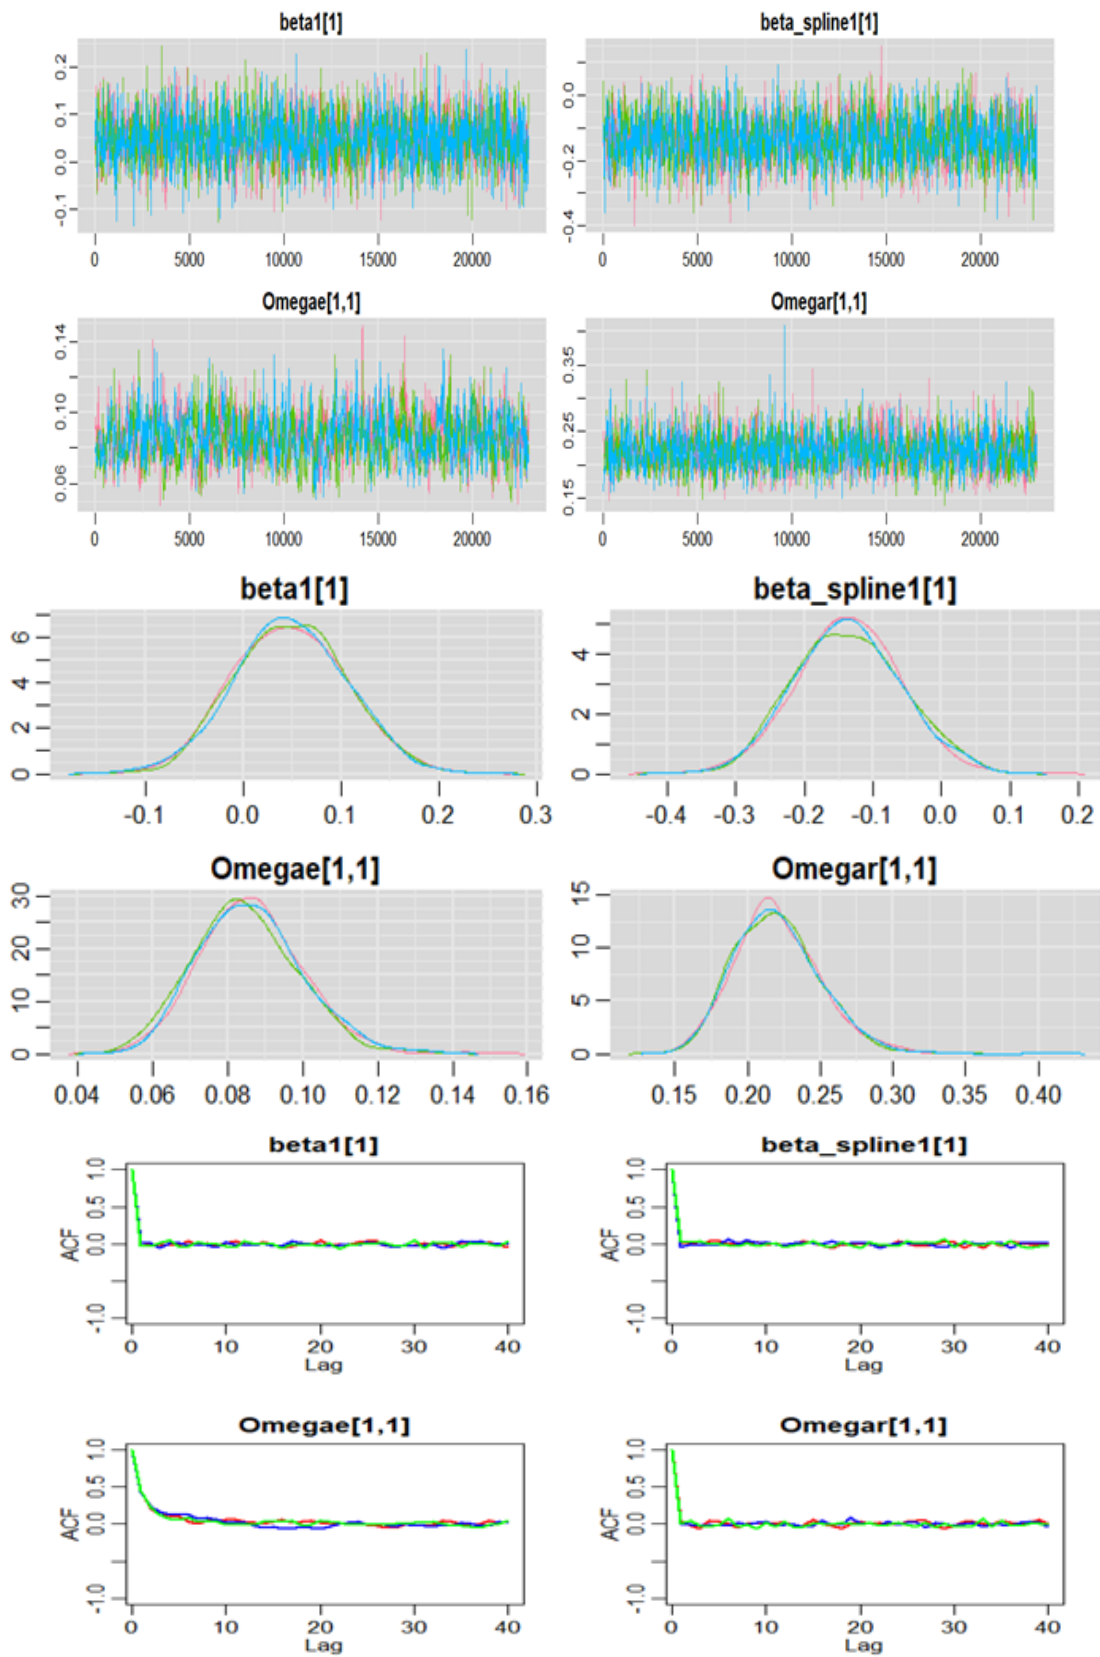 beta1[1] beta_spline1[1]
-0.1 0.0 0.1 0.2 -0.4 -0.2 0.0
0 5000 10000 15000 20000 0 5000 10000 15000 20000
Omegae[1,1] Omegar[1,1]
0.06 0.10 0.14 0.15 0.25 0.35
0 5000 10000 15000 20000 0 5000 10000 15000 20000
beta1[1] beta_spline1[1]
0 2 4 6 0 2 4
-0.1 0.0 0.1 0.2 0.3 -0.4 -0.3 -0.2 -0.1 0.0 0.1 0.2
Omegae[1,1] Omegar[1,1]
0 10 20 30 0 5 10 15
0.04 0.06 0.08 0.10 0.12 0.14 0.16 0.15 0.20 0.25 0.30 0.35 0.40
beta1[1] beta_spline1[1]
ACF -1.0 0.0 0.5 1.0 ACF -1.0 0.0 0.5 1.0
0 10 20 30 40 0 10 20 30 40
Lag Lag
Omegae[1,1] Omegar[1,1]
ACF -1.0 0.0 0.5 1.0 ACF -1.0 0.0 0.5 1.0
0 10 20 30 40 0 10 20 30 40
Lag Lag